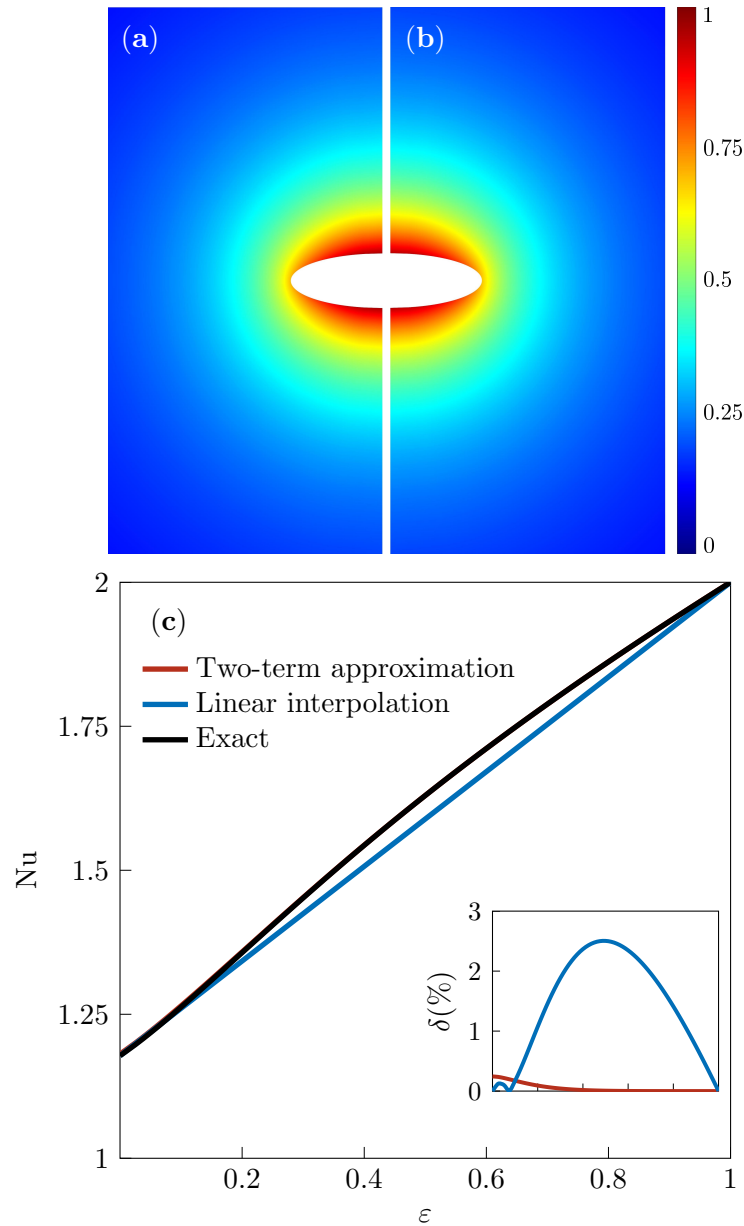 (a)
(b)
1
0.75
0.5
0.25
0
2
1.75
1.5
1.25
1
Nu
(c)
Two-term approximation
Linear interpolation
Exact
3
2
1
0
δ(%)
0.2
0.4
0.6
0.8
1
ε